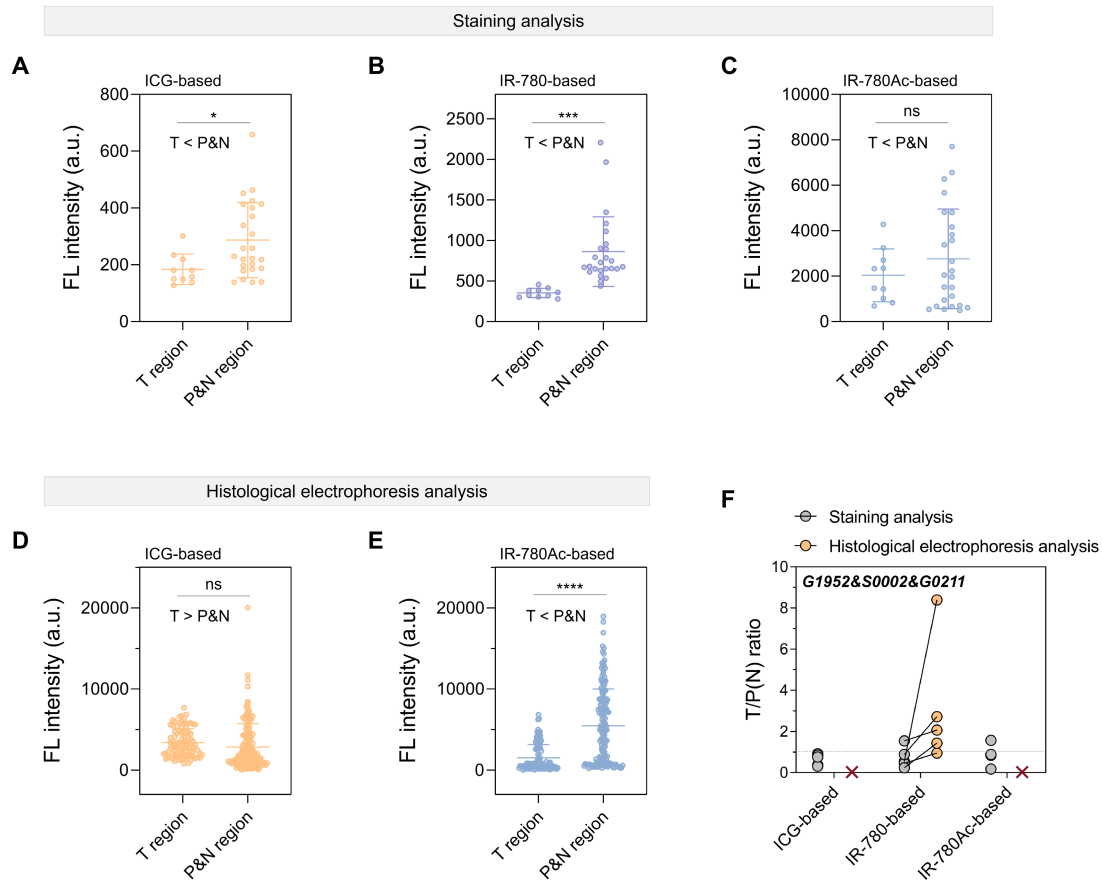 Staining analysis
A
ICG-based
FL intensity (a.u.)
800
600
400
200
0
*
T < P&N
T region
P&N region
B
IR-780-based
FL intensity (a.u.)
2500
2000
1500
1000
500
0
***
T < P&N
T region
P&N region
C
IR-780Ac-based
FL intensity (a.u.)
10000
8000
6000
4000
2000
0
ns
T < P&N
T region
P&N region
Histological electrophoresis analysis
D
ICG-based
FL intensity (a.u.)
20000
10000
0
ns
T > P&N
T region
P&N region
E
IR-780Ac-based
FL intensity (a.u.)
20000
10000
0
****
T < P&N
T region
P&N region
F
Staining analysis
Histological electrophoresis analysis
G1952&S0002&G0211
T/P(N) ratio
10
8
6
4
2
0
ICG-based
IR-780-based
IR-780Ac-based